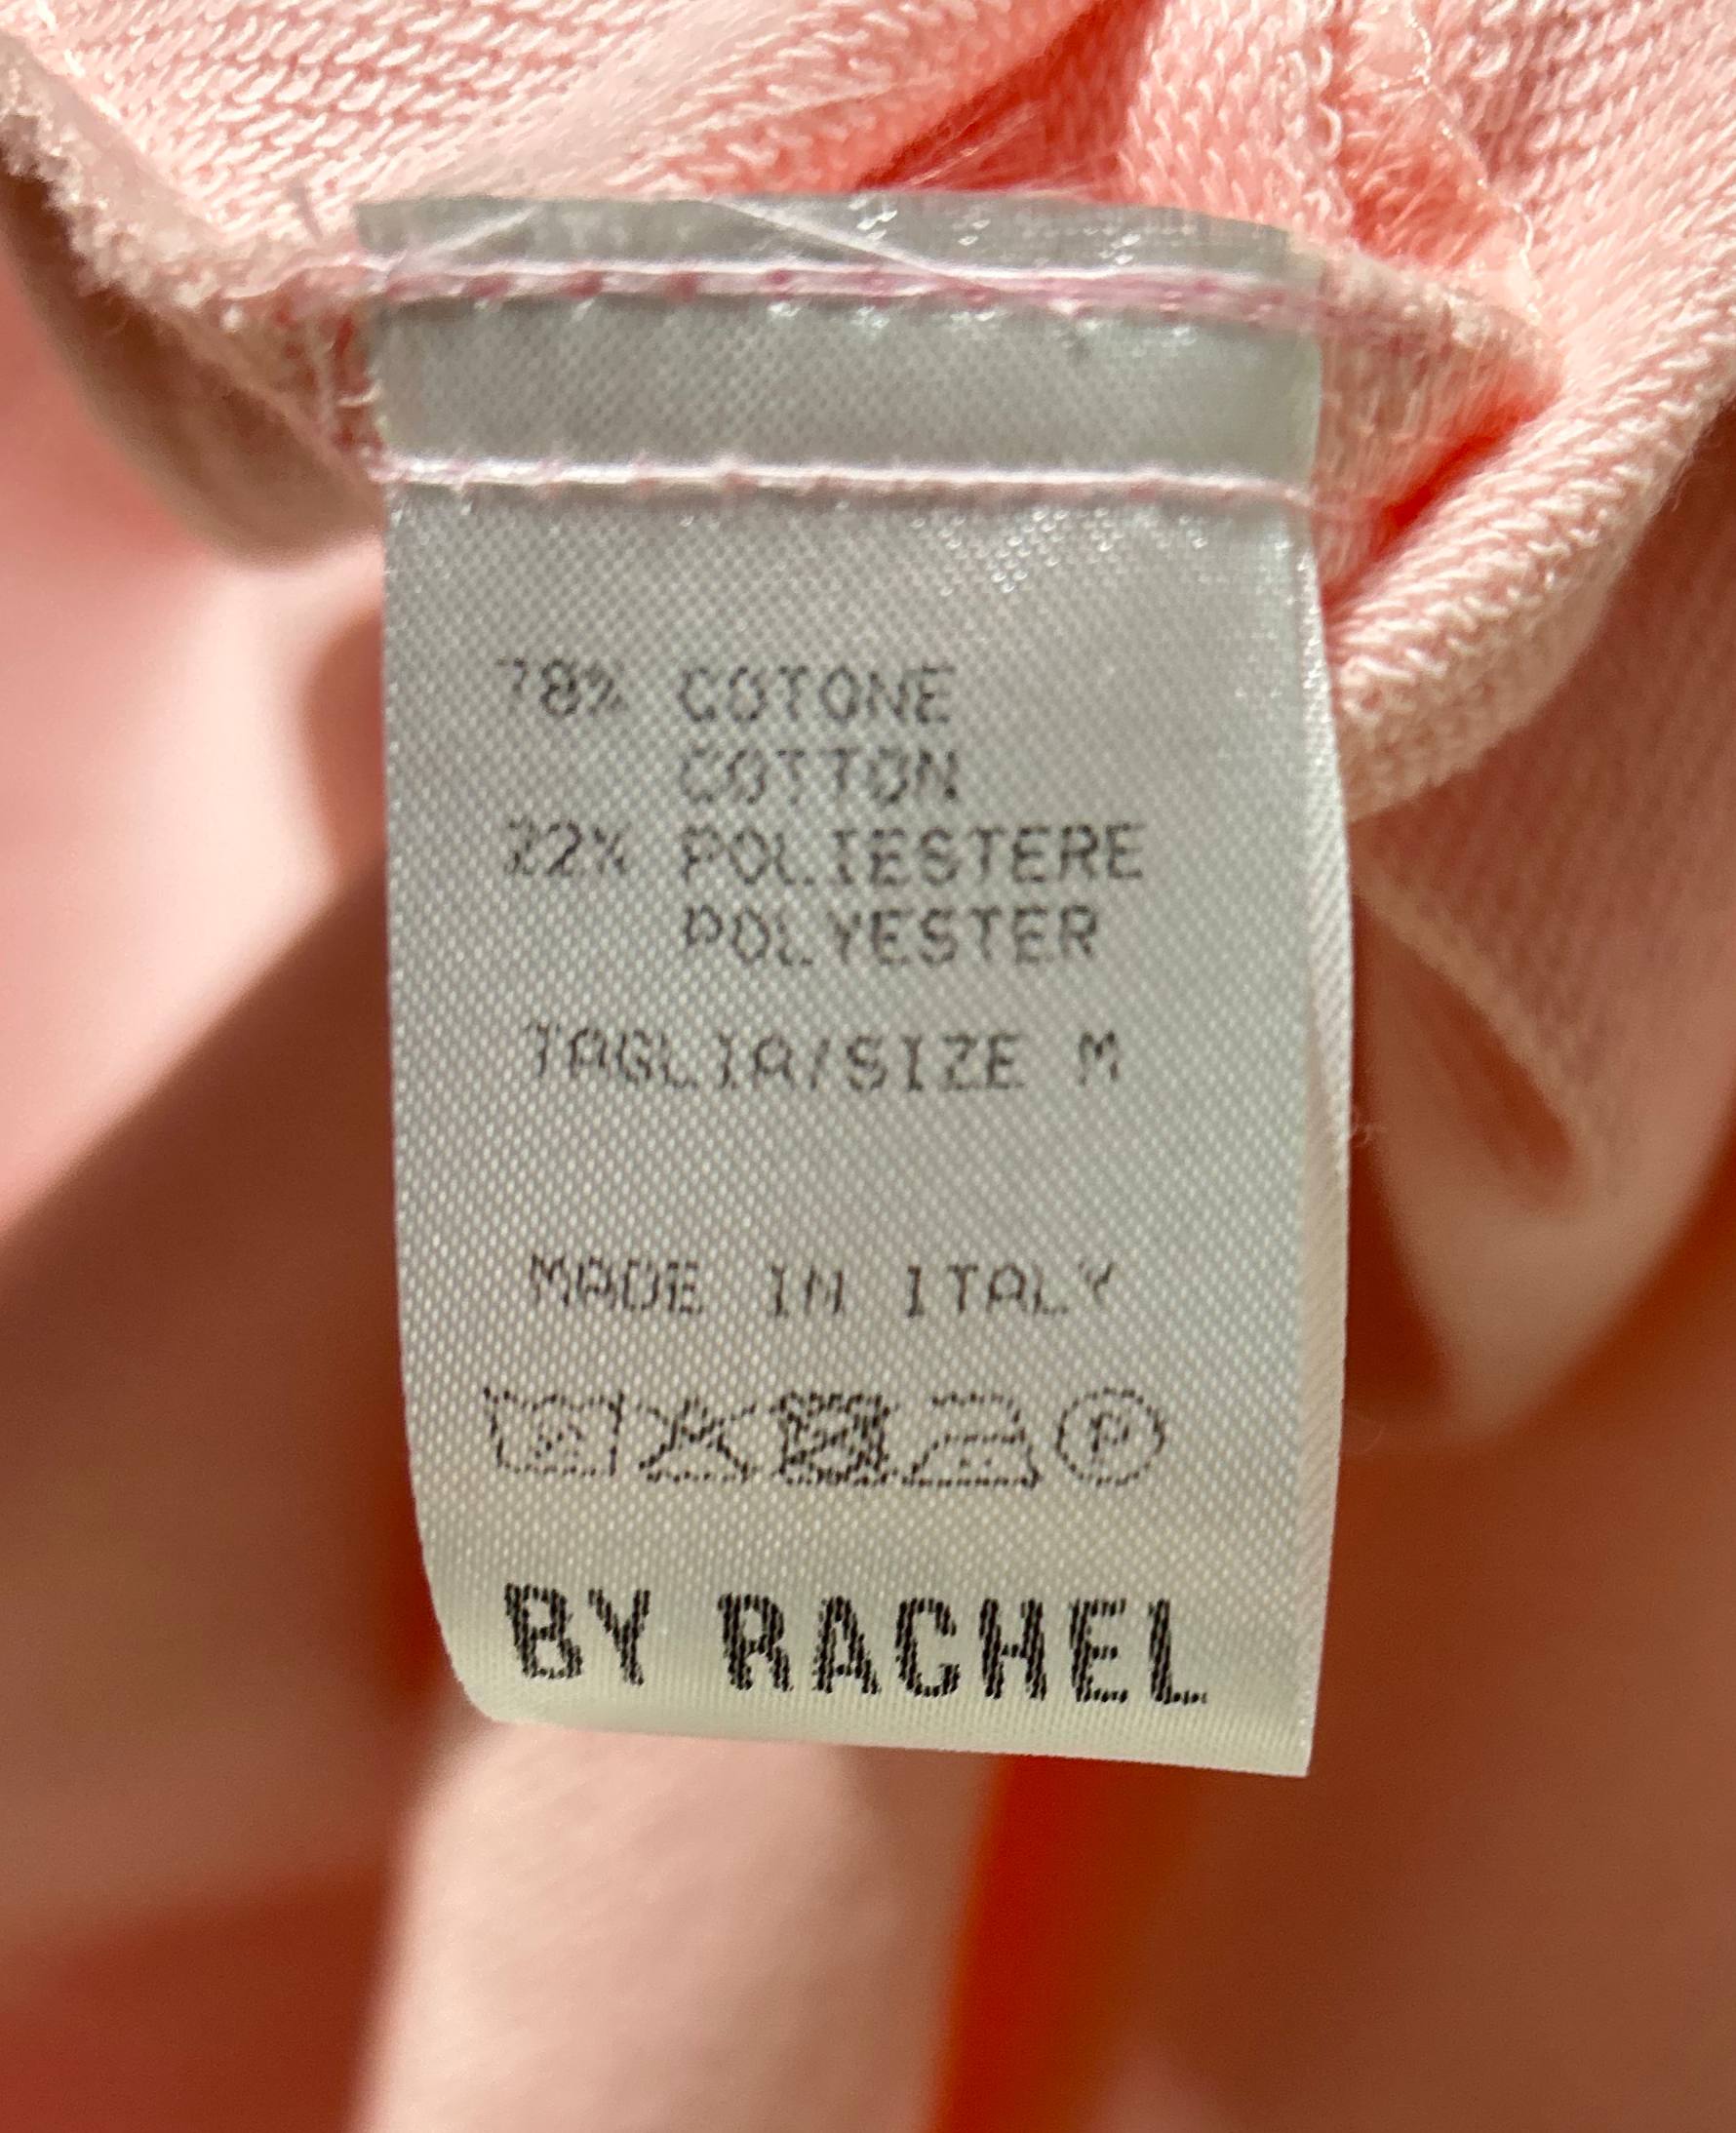 78% COTONE
COTTON
22% POLIESTERE
POLYESTER
TAGLIA/SIZE M
MADE IN ITALY
P
BY RACHEL